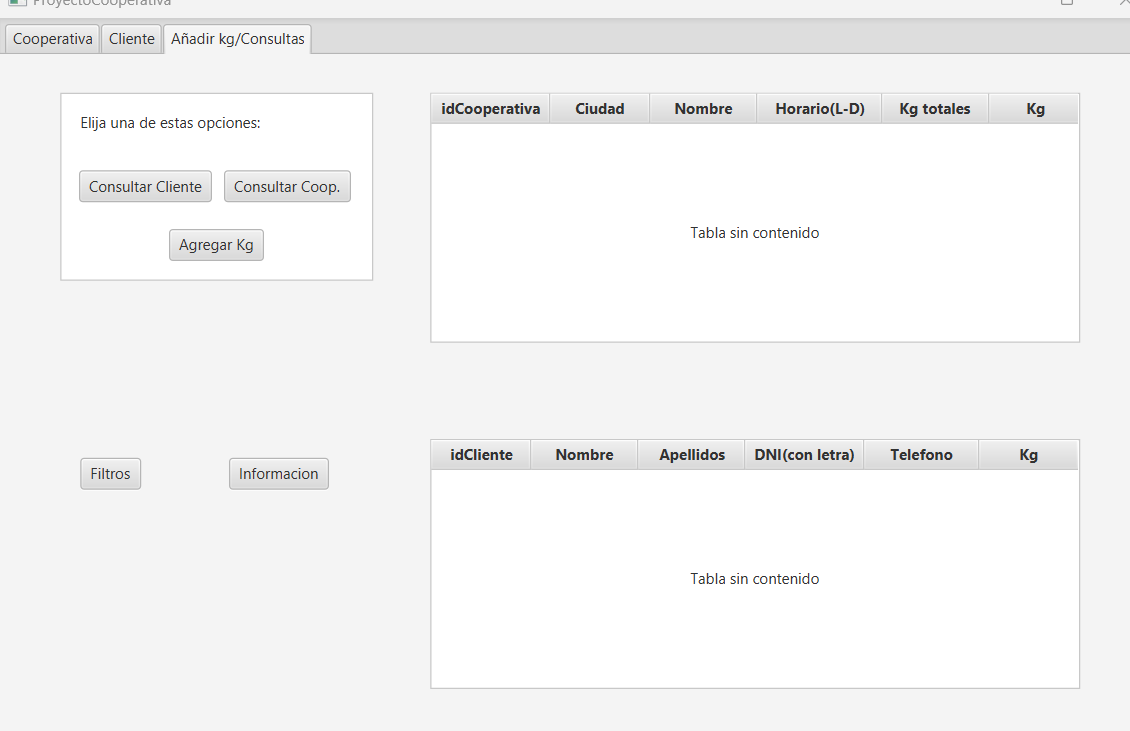 ProyectoCooperativa
Cooperativa Cliente Añadir kg/Consultas
Elija una de estas opciones:
Consultar Cliente Consultar Coop.
Agregar Kg
idCooperativa Ciudad Nombre Horario(L-D) Kg totales Kg
Tabla sin contenido
Filtros Informacion
idCliente Nombre Apellidos DNI(con letra) Telefono Kg
Tabla sin contenido